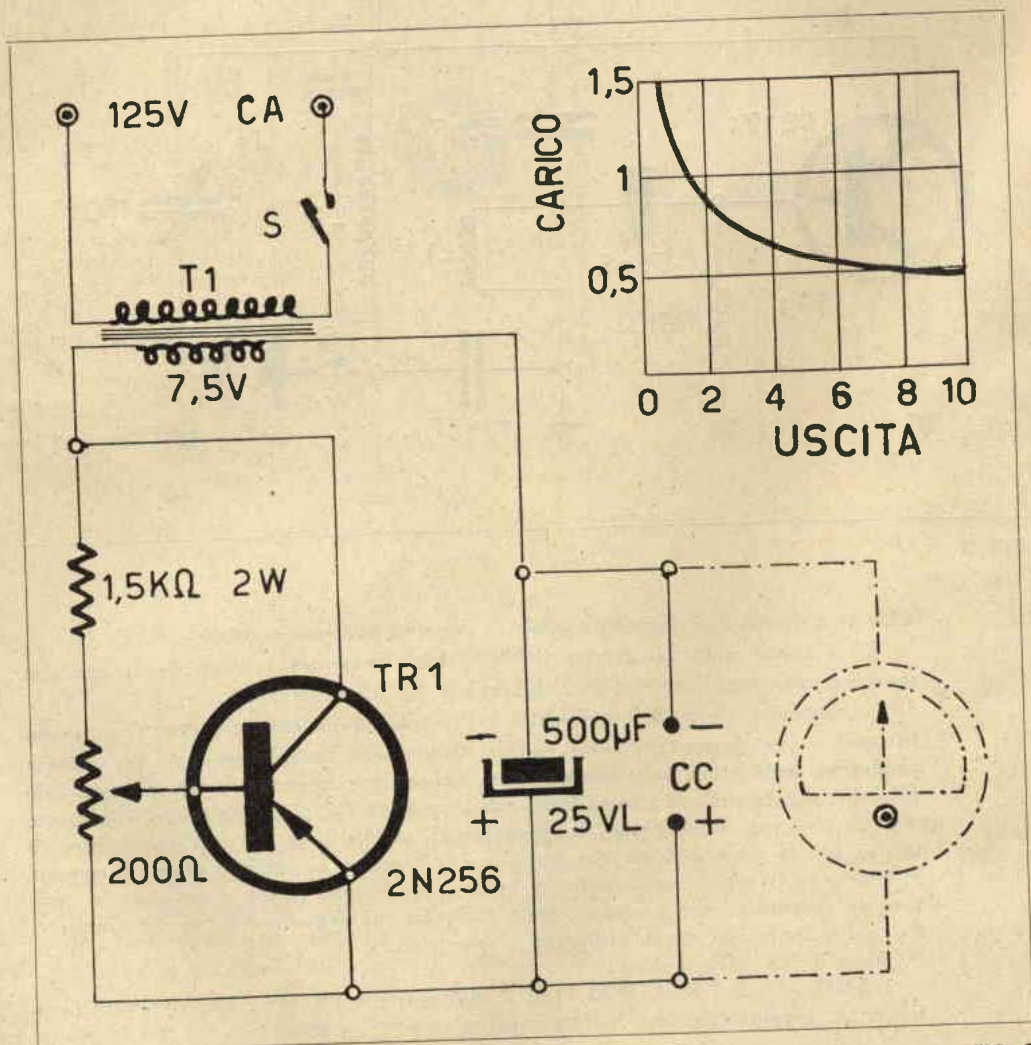 125V CA
S
T1
7,5V
1,5KΩ 2W
TR1
200Ω
2N256
500µF
25VL
- +
CC
- +
CARICO
1,5
1
0,5
0 2 4 6 8 10
USCITA